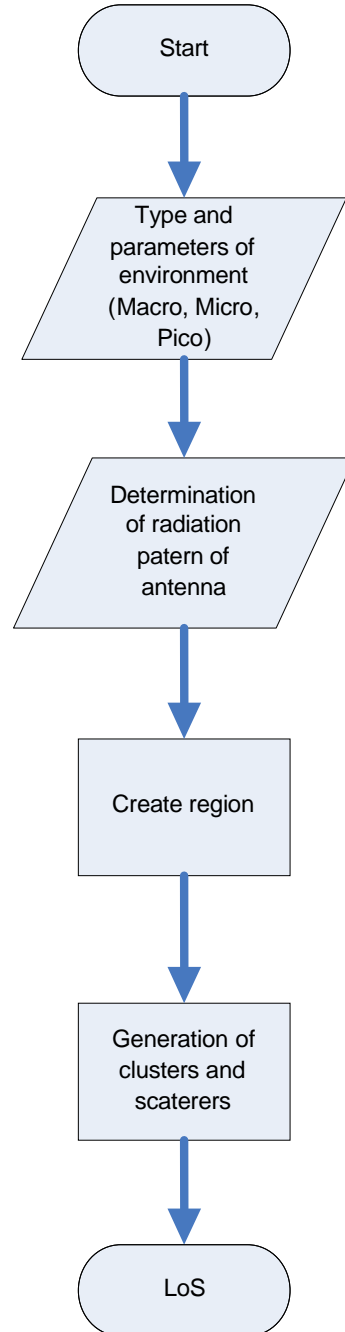 Start
Type and
parameters of
environment
(Macro, Micro,
Pico)
Determination
of radiation
patern of
antenna
Create region
Generation of
clusters and
scaterers
LoS